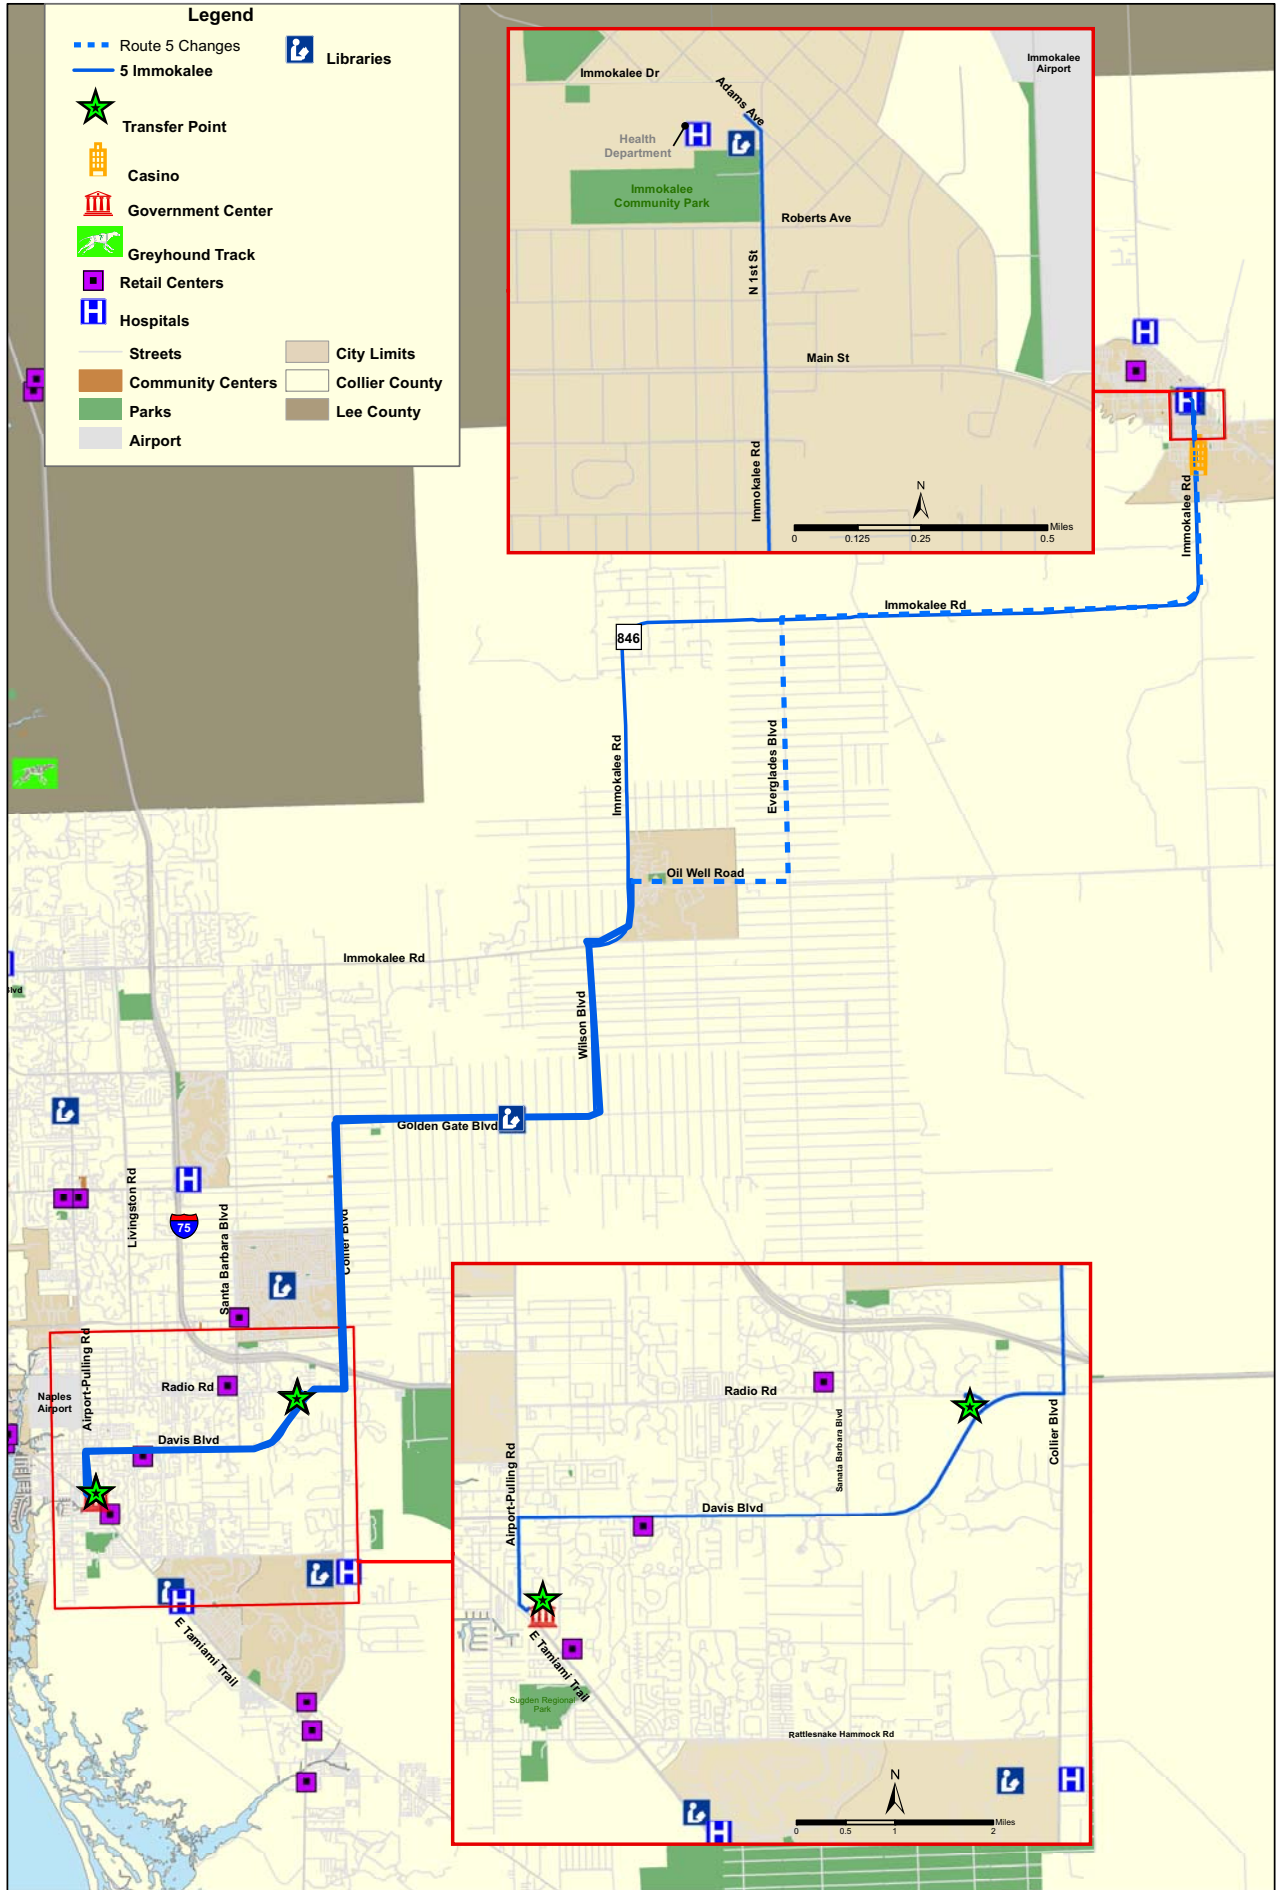 Legend
Route 5 Changes
5 Immokalee
Libraries
Transfer Point
Casino
Government Center
Greyhound Track
Retail Centers
H
Hospitals
Streets
Community Centers
Parks
Airport
City Limits
Collier County
Lee County
Immokalee Dr
Adams Ave
Health
Department
H
Immokalee
Community Park
Roberts Ave
N 1st St
Main St
Immokalee Rd
Immokalee
Airport
N
Miles
0
0.125
0.25
0.5
H
H
Immokalee Rd
Immokalee Rd
846
Immokalee Rd
Everglades Blvd
Oil Well Road
Immokalee Rd
Blvd
Wilson Blvd
Golden Gate Blvd
H
Livingston Rd
75
Santa Barbara Blvd
Collier Blvd
Airport-Pulling Rd
Naples
Airport
Radio Rd
Davis Blvd
H
H
E Tamiami Trail
Radio Rd
Sanata Barbara Blvd
Collier Blvd
Airport-Pulling Rd
Davis Blvd
E Tamiami Trail
Sugden Regional
Park
Rattlesnake Hammock Rd
H
H
N
Miles
0
0.5
1
2